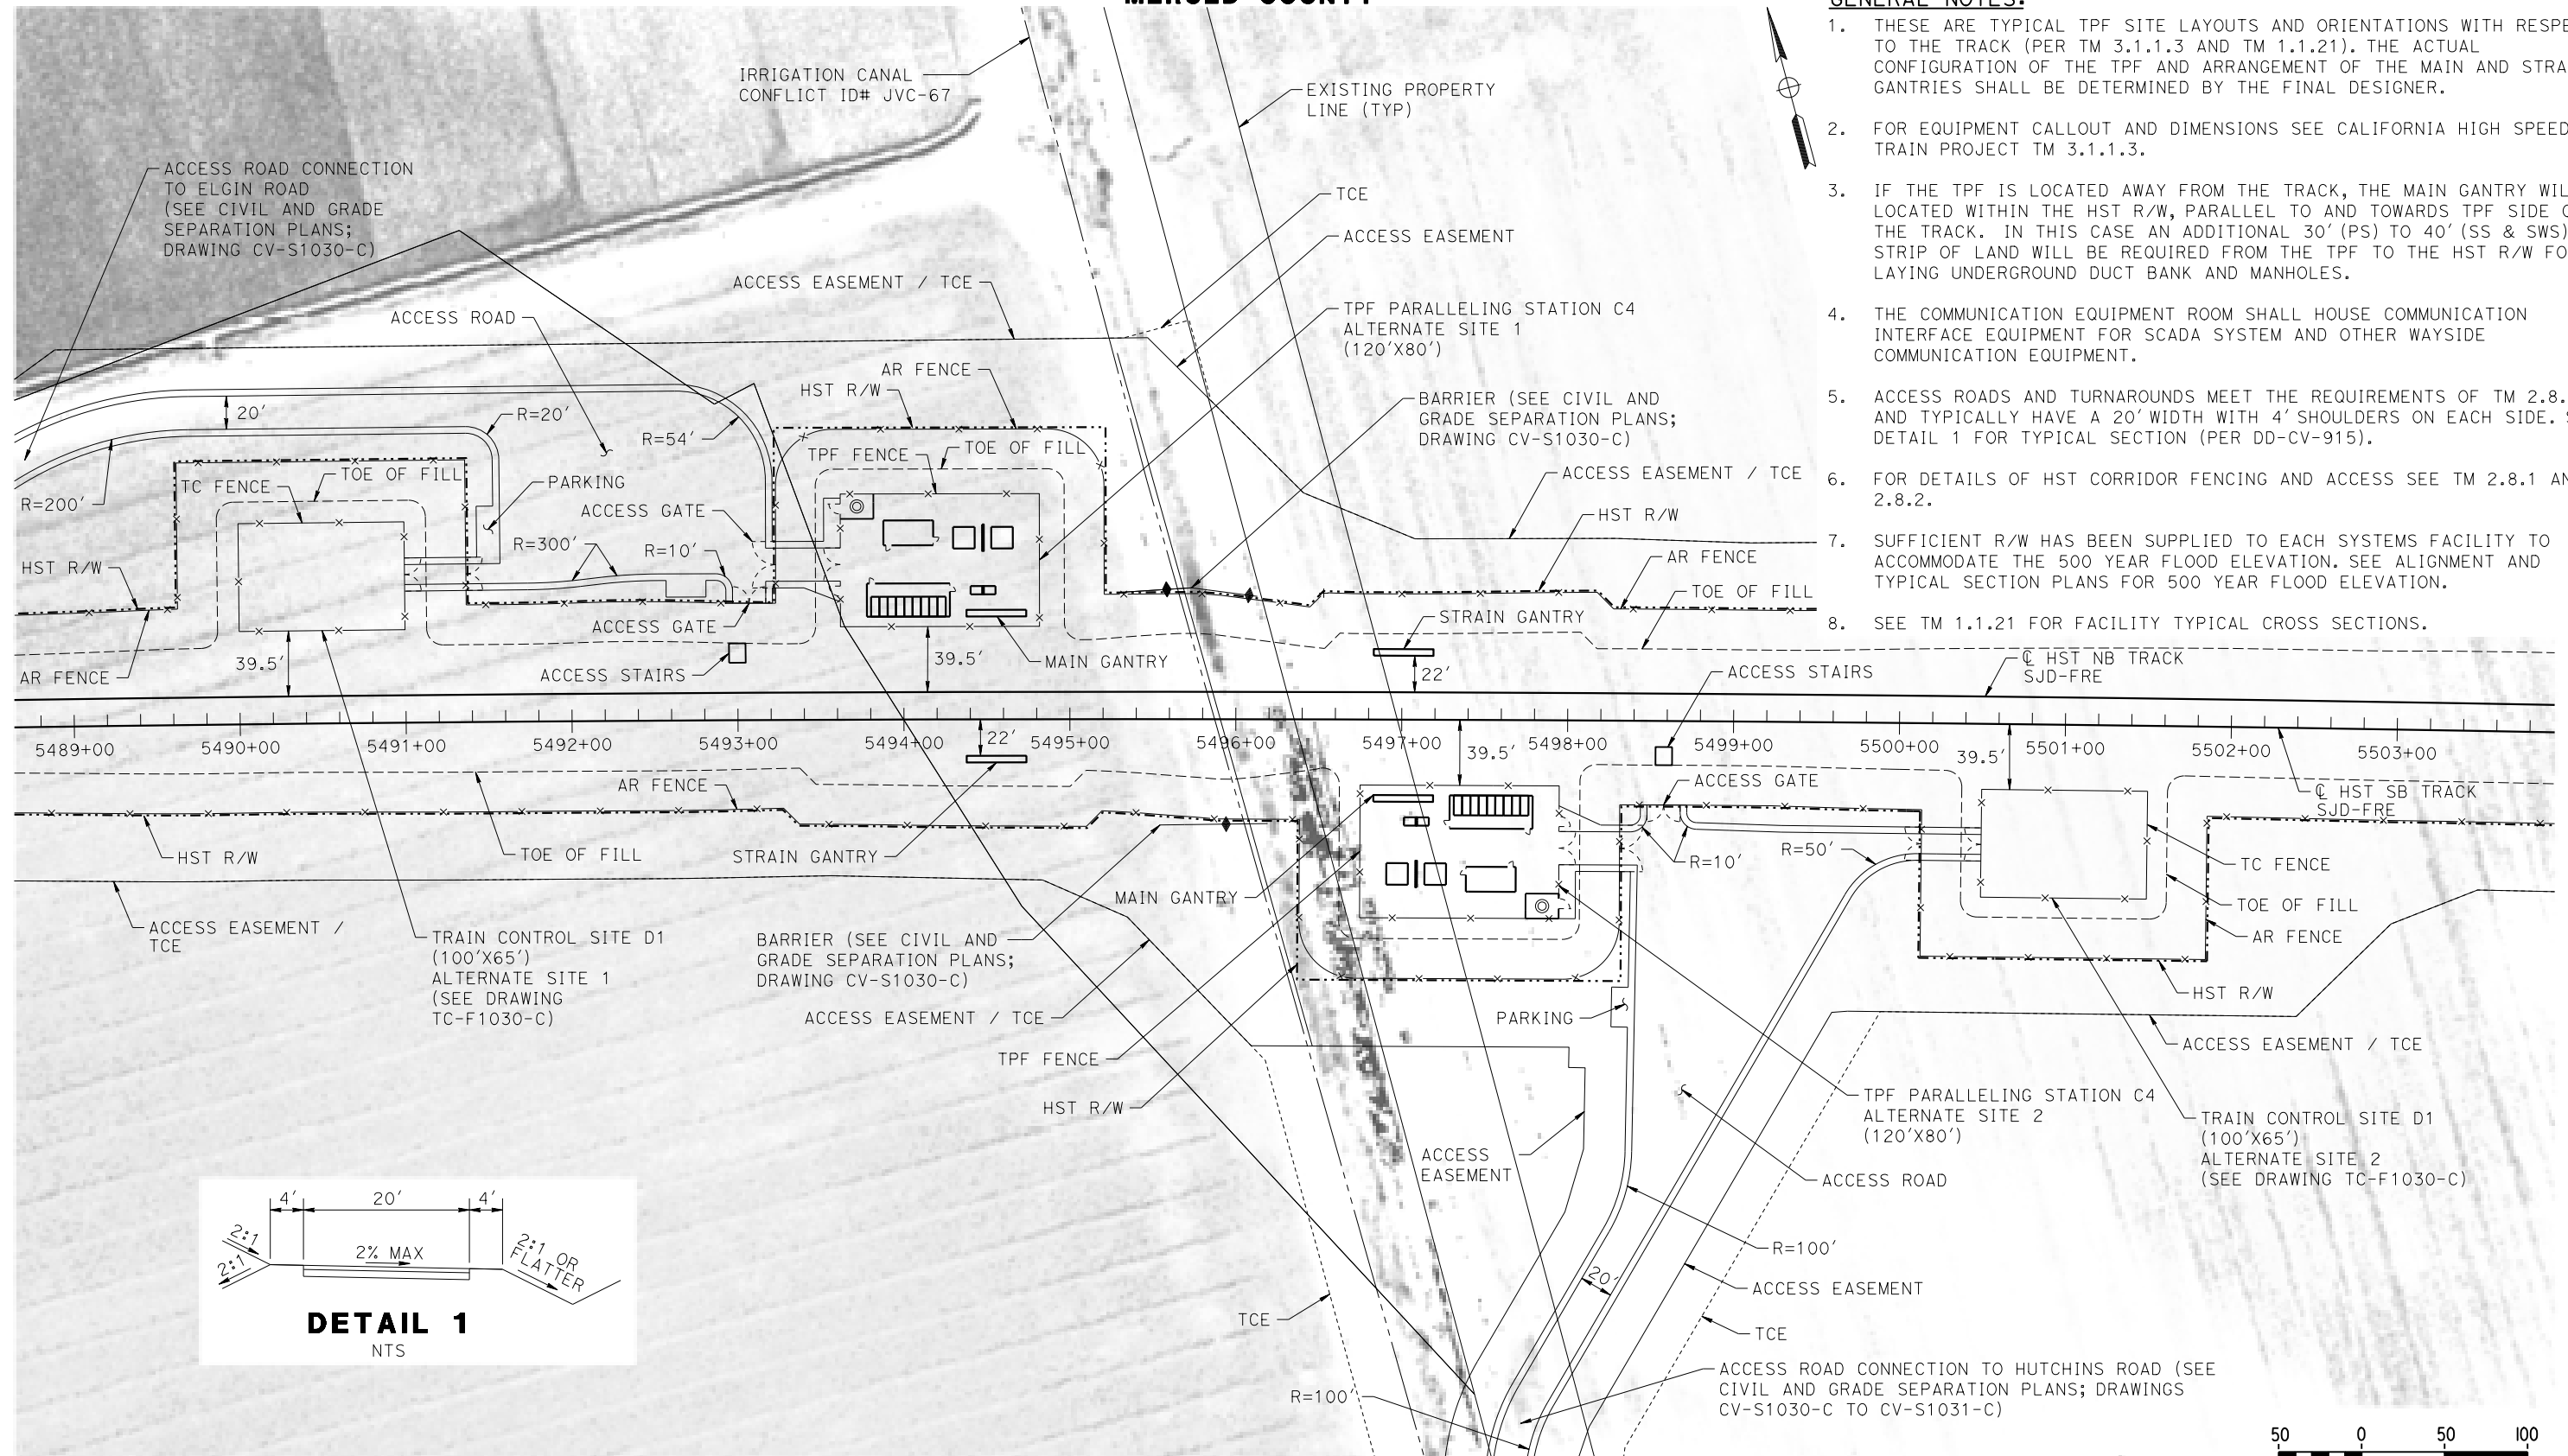 GENERAL NOTES:
1. THESE ARE TYPICAL TPF SITE LAYOUTS AND ORIENTATIONS WITH
TO THE TRACK (PER TM 3.1.1.3 AND TM 1.1.21). THE ACTUAL
CONFIGURATION OF THE TPF AND ARRANGEMENT OF THE MAIN AND
GANTRIES SHALL BE DETERMINED BY THE FINAL DESIGNER.
2. FOR EQUIPMENT CALLOUT AND DIMENSIONS SEE CALIFORNIA HIGH SPEED
TRAIN PROJECT TM 3.1.1.3.
3. IF THE TPF IS LOCATED AWAY FROM THE TRACK, THE MAIN GANTRY
LOCATED WITHIN THE HST R/W, PARALLEL TO AND TOWARDS TPF SIDE
THE TRACK. IN THIS CASE AN ADDITIONAL 30' (PS) TO 40' (SS & SWS)
STRIP OF LAND WILL BE REQUIRED FROM THE TPF TO THE HST R/W
LAYING UNDERGROUND DUCT BANK AND MANHOLES.
4. THE COMMUNICATION EQUIPMENT ROOM SHALL HOUSE COMMUNICATION
INTERFACE EQUIPMENT FOR SCADA SYSTEM AND OTHER WAYSIDE
COMMUNICATION EQUIPMENT.
5. ACCESS ROADS AND TURNAROUNDS MEET THE REQUIREMENTS OF TM 2.8.
AND TYPICALLY HAVE A 20' WIDTH WITH 4' SHOULDERS ON EACH SIDE.
DETAIL 1 FOR TYPICAL SECTION (PER DD-CV-915).
6. FOR DETAILS OF HST CORRIDOR FENCING AND ACCESS SEE TM 2.8.1
2.8.2.
7. SUFFICIENT R/W HAS BEEN SUPPLIED TO EACH SYSTEMS FACILITY TO
ACCOMMODATE THE 500 YEAR FLOOD ELEVATION. SEE ALIGNMENT AND
TYPICAL SECTION PLANS FOR 500 YEAR FLOOD ELEVATION.
8. SEE TM 1.1.21 FOR FACILITY TYPICAL CROSS SECTIONS.
MERCED COUNTY
IRRIGATION CANAL
CONFLICT ID# JVC-67
EXISTING PROPERTY
LINE (TYP)
ACCESS ROAD CONNECTION
TO ELGIN ROAD
(SEE CIVIL AND GRADE
SEPARATION PLANS;
DRAWING CV-S1030-C)
TCE
ACCESS EASEMENT
ACCESS EASEMENT / TCE
ACCESS ROAD
TPF PARALLELING STATION C4
ALTERNATE SITE 1
(120'X80')
AR FENCE
HST R/W
BARRIER (SEE CIVIL AND
GRADE SEPARATION PLANS;
DRAWING CV-S1030-C)
20'
R=20'
R=54'
TPF FENCE
TOE OF FILL
TOE OF FILL
TC FENCE
R=200'
PARKING
ACCESS EASEMENT / TCE
ACCESS GATE
HST R/W
R=300'
R=10'
HST R/W
AR FENCE
TOE OF FILL
ACCESS GATE
STRAIN GANTRY
39.5'
39.5'
MAIN GANTRY
AR FENCE
ACCESS STAIRS
22'
ACCESS STAIRS
℄ HST NB TRACK
SJD-FRE
5489+00
5490+00
5491+00
5492+00
5493+00
5494+00
22'
5495+00
5496+00
5497+00
39.5'
5498+00
5499+00
5500+00
39.5'
5501+00
5502+00
5503+00
AR FENCE
ACCESS GATE
℄ HST SB TRACK
SJD-FRE
HST R/W
TOE OF FILL
STRAIN GANTRY
R=10'
R=50'
TC FENCE
MAIN GANTRY
TOE OF FILL
ACCESS EASEMENT /
TCE
TRAIN CONTROL SITE D1
(100'X65')
ALTERNATE SITE 1
(SEE DRAWING
TC-F1030-C)
BARRIER (SEE CIVIL AND
GRADE SEPARATION PLANS;
DRAWING CV-S1030-C)
AR FENCE
HST R/W
ACCESS EASEMENT / TCE
PARKING
ACCESS EASEMENT / TCE
TPF FENCE
HST R/W
TPF PARALLELING STATION C4
ALTERNATE SITE 2
(120'X80')
TRAIN CONTROL SITE D1
(100'X65')
ALTERNATE SITE 2
(SEE DRAWING TC-F1030-C)
ACCESS
EASEMENT
ACCESS ROAD
4'
20'
4'
2:1
2:1
2% MAX
2:1 OR
FLATTER
DETAIL 1
NTS
R=100'
20'
ACCESS EASEMENT
TCE
TCE
R=100'
ACCESS ROAD CONNECTION TO HUTCHINS ROAD (SEE
CIVIL AND GRADE SEPARATION PLANS; DRAWINGS
CV-S1030-C TO CV-S1031-C)
50
0
50
100